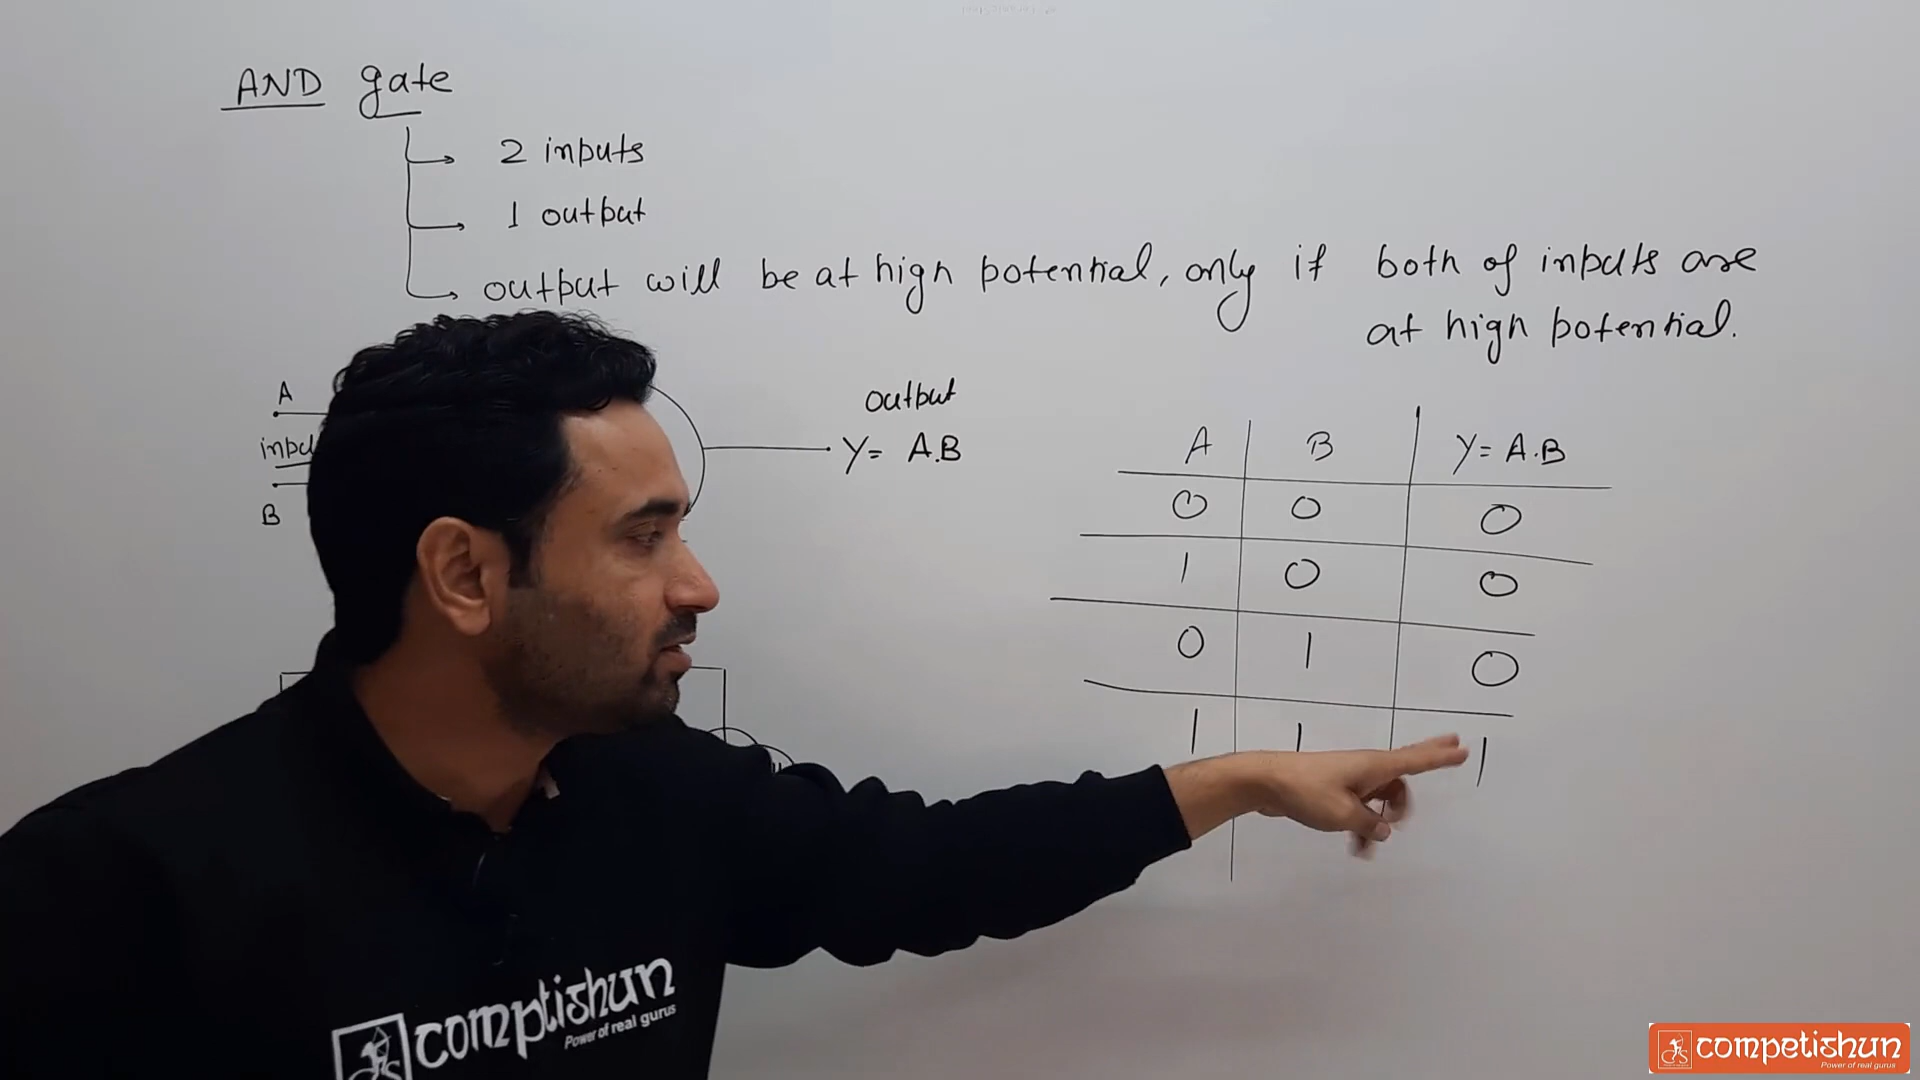 AND gate
2 inputs
1 output
output will be at high potential, only if both of inputs are
at high potential.
A
B
output
Y = A.B
A B Y = A.B
0 0 0
1 0 0
0 1 0
1 1 1
comptishun
Power of real gurus
competishun
Power of real gurus